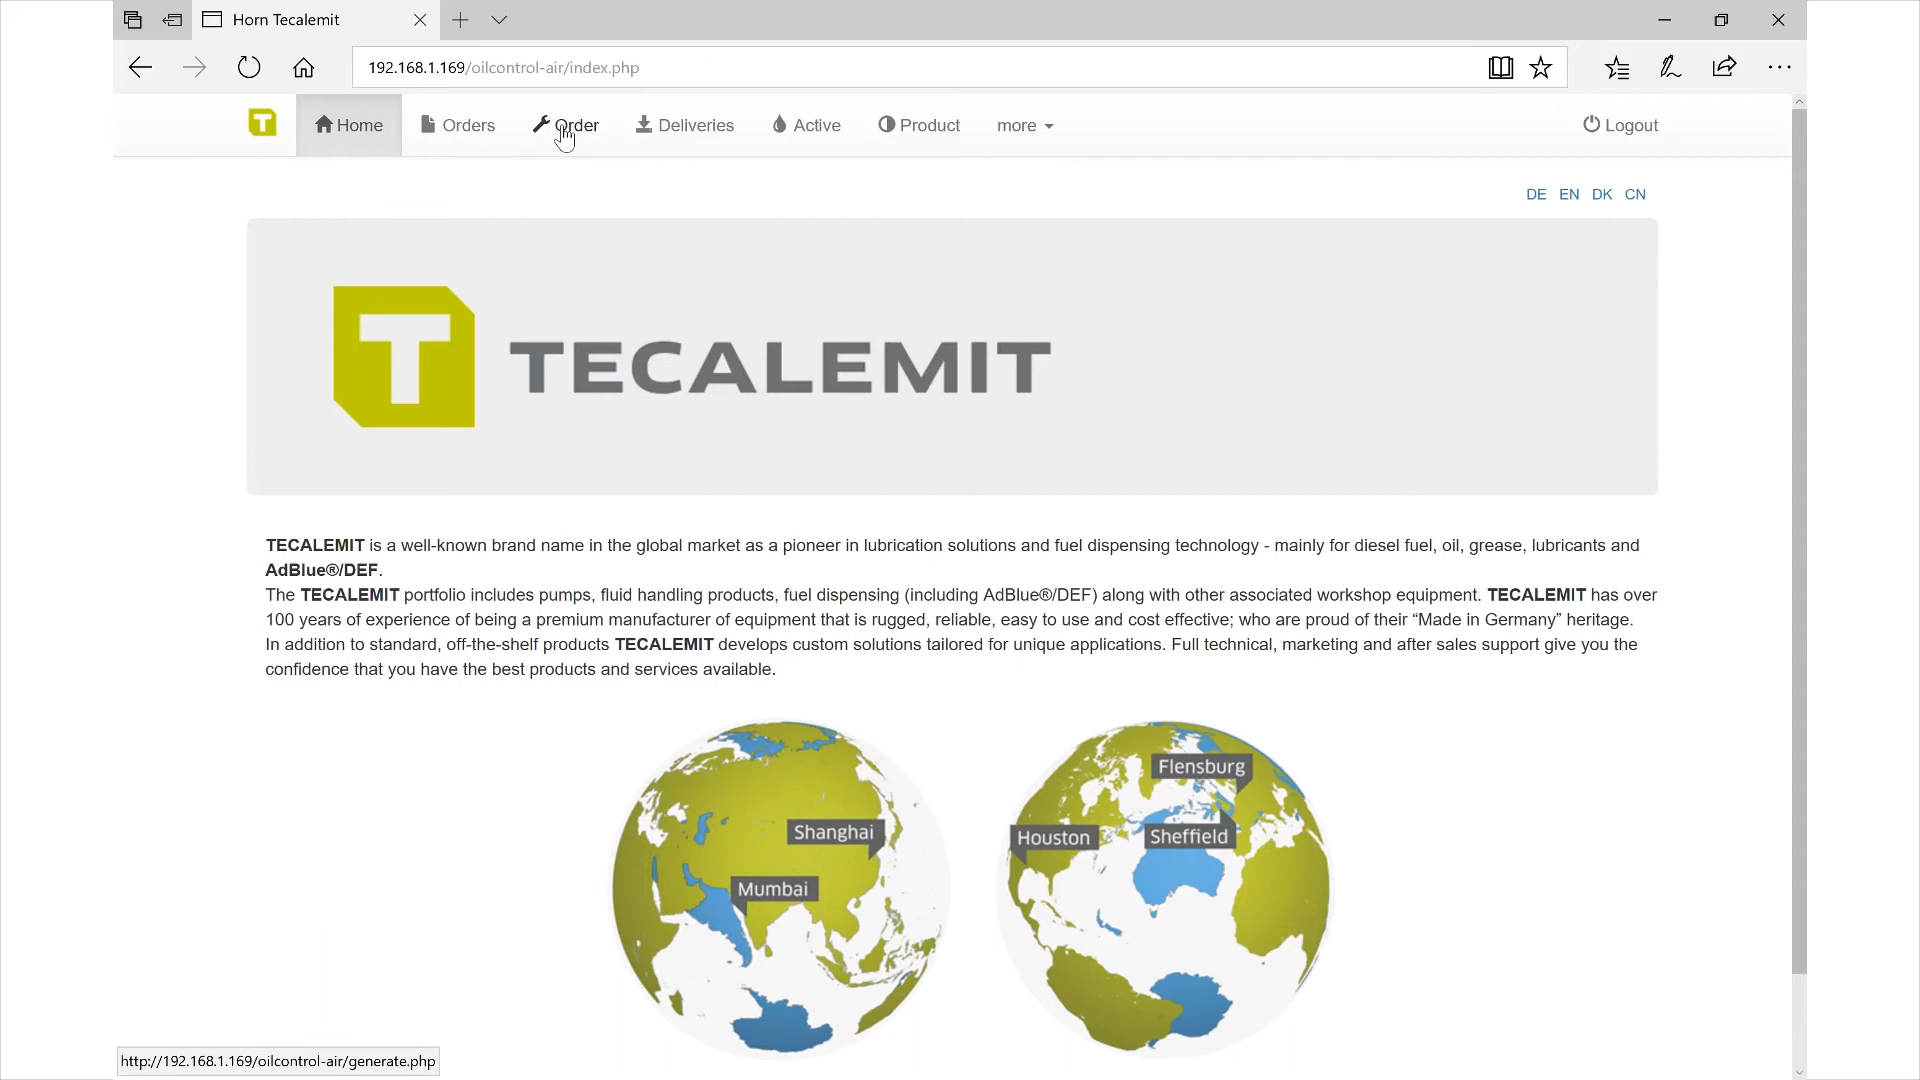 Horn Tecalemit
192.168.1.169/oilcontrol-air/index.php
T Home Orders Order Deliveries Active Product more Logout
DE EN DK CN
T TECALEMIT
TECALEMIT is a well-known brand name in the global market as a pioneer in lubrication solutions and fuel dispensing technology - mainly for diesel fuel, oil, grease, lubricants and
AdBlue®/DEF.
The TECALEMIT portfolio includes pumps, fluid handling products, fuel dispensing (including AdBlue®/DEF) along with other associated workshop equipment. TECALEMIT has over
100 years of experience of being a premium manufacturer of equipment that is rugged, reliable, easy to use and cost effective; who are proud of their “Made in Germany” heritage.
In addition to standard, off-the-shelf products TECALEMIT develops custom solutions tailored for unique applications. Full technical, marketing and after sales support give you the
confidence that you have the best products and services available.
Shanghai
Mumbai
Flensburg
Houston
Sheffield
http://192.168.1.169/oilcontrol-air/generate.php